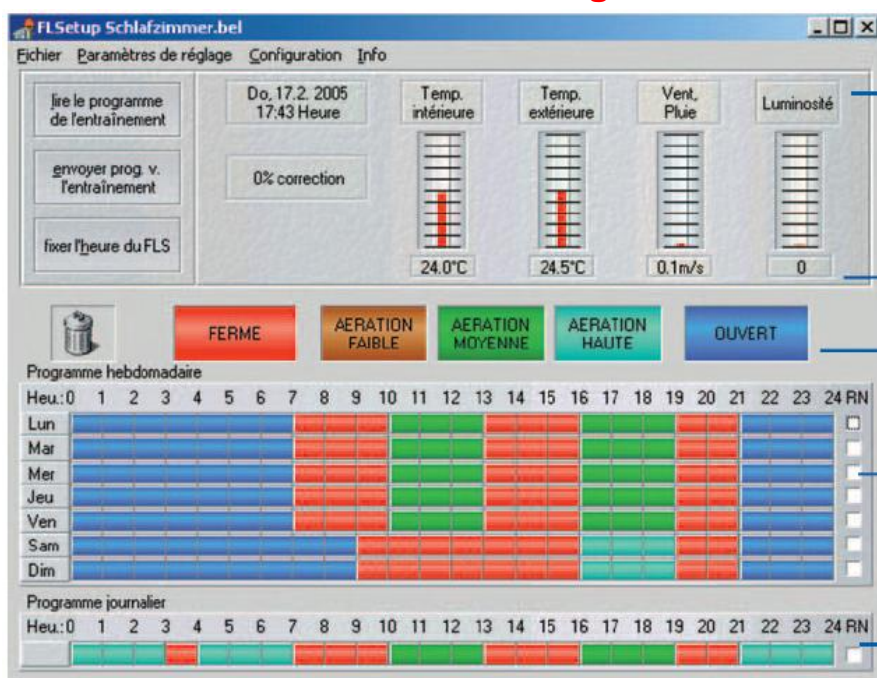 FLSetup Schlafzimmer.bel
Fichier Paramètres de réglage Configuration Info
lire le programme
de l'entraînement
envoyer prog. v.
l'entraînement
fixer l'heure du FLS
Do, 17.2. 2005
17:43 Heure
0% correction
Temp.
intérieure
24.0°C
Temp.
extérieure
24.5°C
Vent,
Pluie
0.1m/s
Luminosité
0
FERME
AERATION
FAIBLE
AERATION
MOYENNE
AERATION
HAUTE
OUVERT
Programme hebdomadaire
Heu.:0 1 2 3 4 5 6 7 8 9 10 11 12 13 14 15 16 17 18 19 20 21 22 23 24 RN
Lun
Mar
Mer
Jeu
Ven
Sam
Dim
Programme journalier
Heu.:0 1 2 3 4 5 6 7 8 9 10 11 12 13 14 15 16 17 18 19 20 21 22 23 24 RN